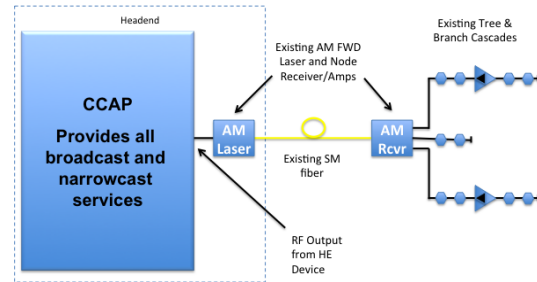 Headend
Existing Tree &
Branch Cascades
Existing AM FWD
Laser and Node
Receiver/Amps
CCAP
Provides all
broadcast and
narrowcast
services
AM
Laser
AM
Rcvr
Existing SM
fiber
RF Output
from HE
Device